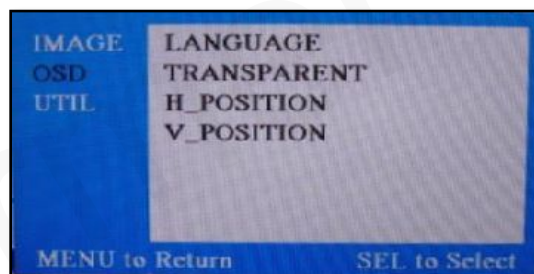 IMAGE LANGUAGE
OSD TRANSPARENT
UTIL H_POSITION
V_POSITION
MENU to Return SEL to Select